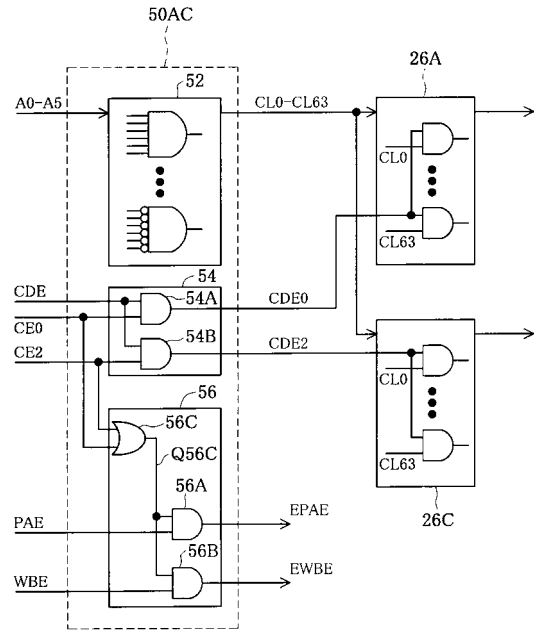 50AC
52
A0-A5
CL0-CL63
26A
CL0
CL63
54
CDE
54A
CDE0
CE0
54B
CE2
CDE2
CL0
CL63
56
56C
Q56C
56A
EPAE
PAE
56B
EWBE
WBE
26C